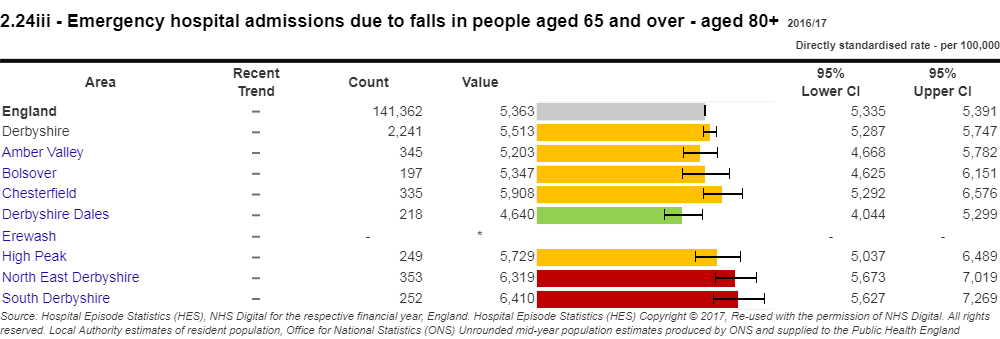 2.24iii - Emergency hospital admissions due to falls in people aged 65 and over - aged 80+ 2016/17
Directly standardised rate - per 100,000
Area Recent Trend Count Value 95% Lower CI 95% Upper CI
England – 141,362 5,363 5,335 5,391
Derbyshire – 2,241 5,513 5,287 5,747
Amber Valley – 345 5,203 4,668 5,782
Bolsover – 197 5,347 4,625 6,151
Chesterfield – 335 5,908 5,292 6,576
Derbyshire Dales – 218 4,640 4,044 5,299
Erewash – - * - -
High Peak – 249 5,729 5,037 6,489
North East Derbyshire – 353 6,319 5,673 7,019
South Derbyshire – 252 6,410 5,627 7,269
Source: Hospital Episode Statistics (HES), NHS Digital for the respective financial year, England. Hospital Episode Statistics (HES) Copyright © 2017, Re-used with the permission of NHS Digital. All rights
reserved. Local Authority estimates of resident population, Office for National Statistics (ONS) Unrounded mid-year population estimates produced by ONS and supplied to the Public Health England